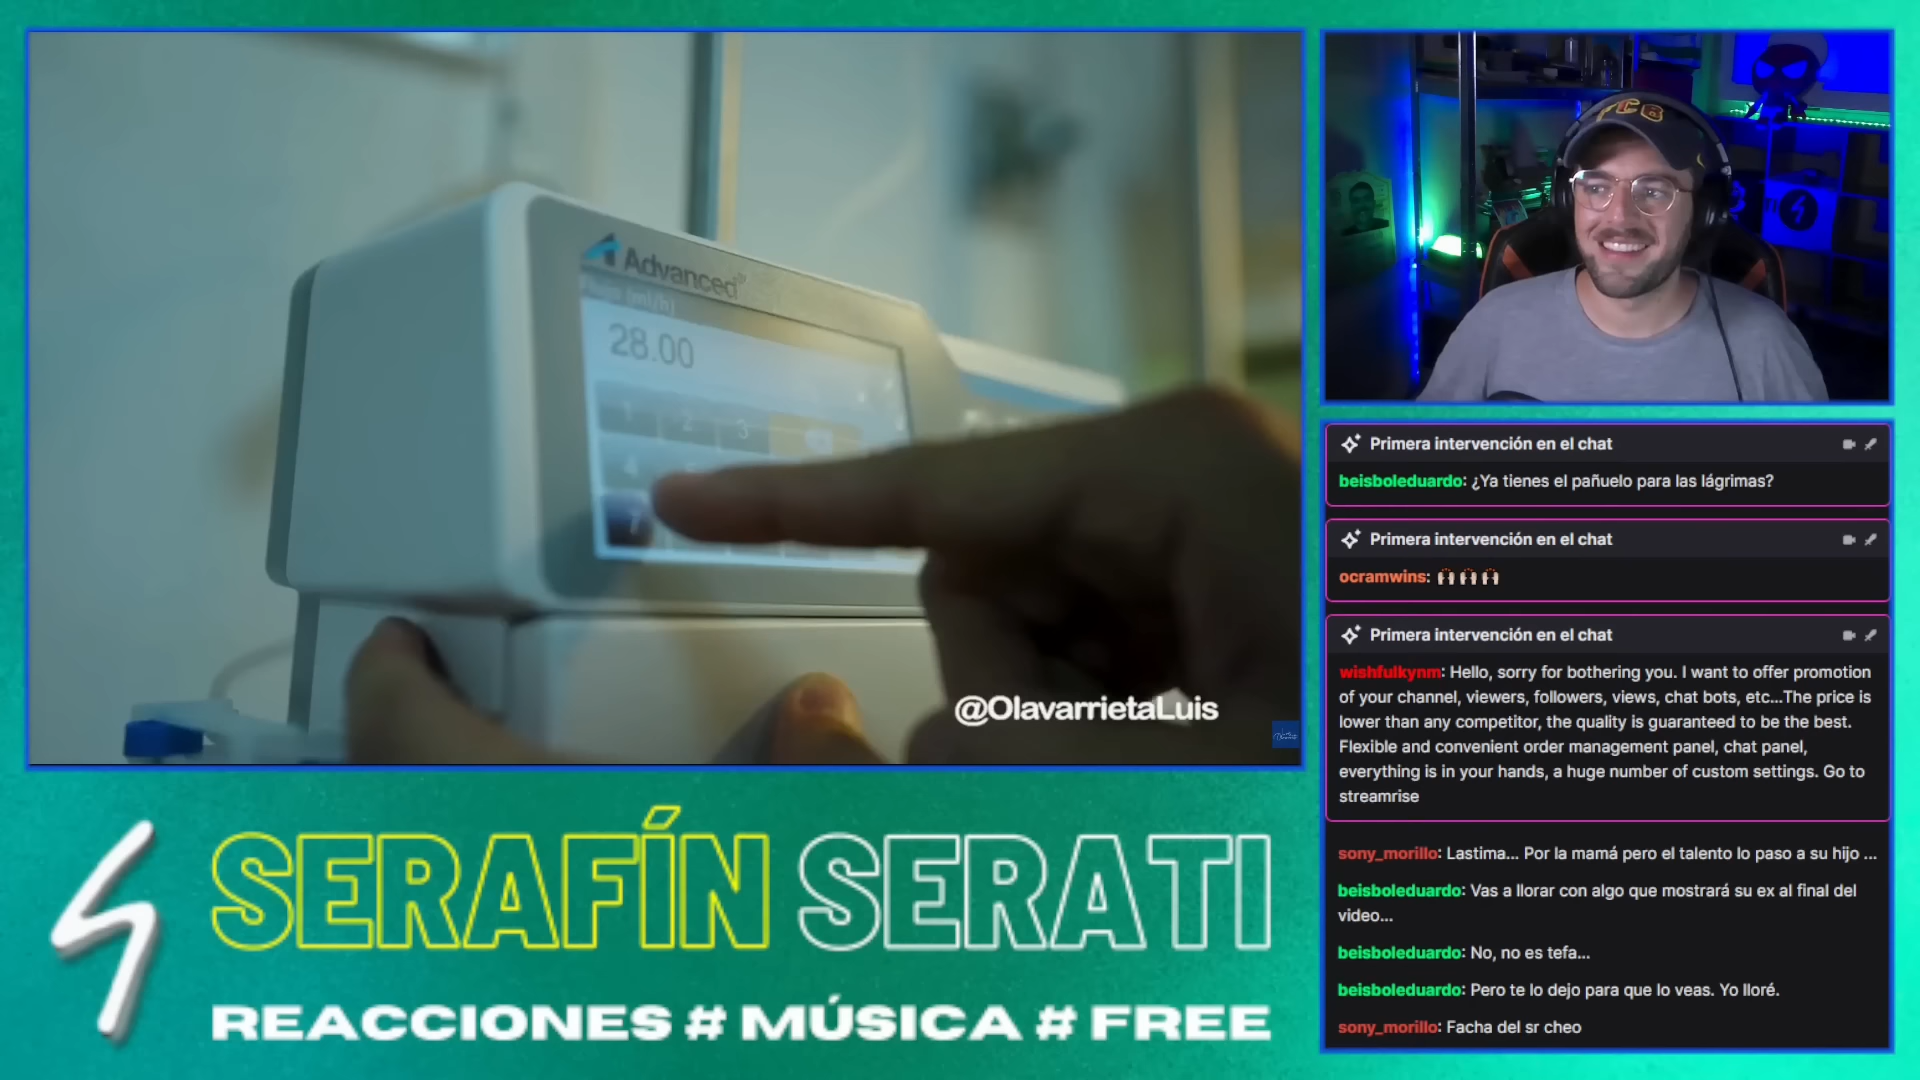 Advanced
28.00
1 2 3
4
7
@OlavarrietaLuis
SERAFÍN SERATI
REACCIONES # MÚSICA # FREE
Primera intervención en el chat
beisboleduardo: ¿Ya tienes el pañuelo para las lágrimas?
Primera intervención en el chat
ocramwins: 🙌🏻🙌🏻🙌🏻
Primera intervención en el chat
wishfulkynm: Hello, sorry for bothering you. I want to offer promotion
of your channel, viewers, followers, views, chat bots, etc...The price is
lower than any competitor, the quality is guaranteed to be the best.
Flexible and convenient order management panel, chat panel,
everything is in your hands, a huge number of custom settings. Go to
streamrise
sony_morillo: Lastima... Por la mamá pero el talento lo paso a su hijo ...
beisboleduardo: Vas a llorar con algo que mostrará su ex al final del
video...
beisboleduardo: No, no es tefa...
beisboleduardo: Pero te lo dejo para que lo veas. Yo lloré.
sony_morillo: Facha del sr cheo